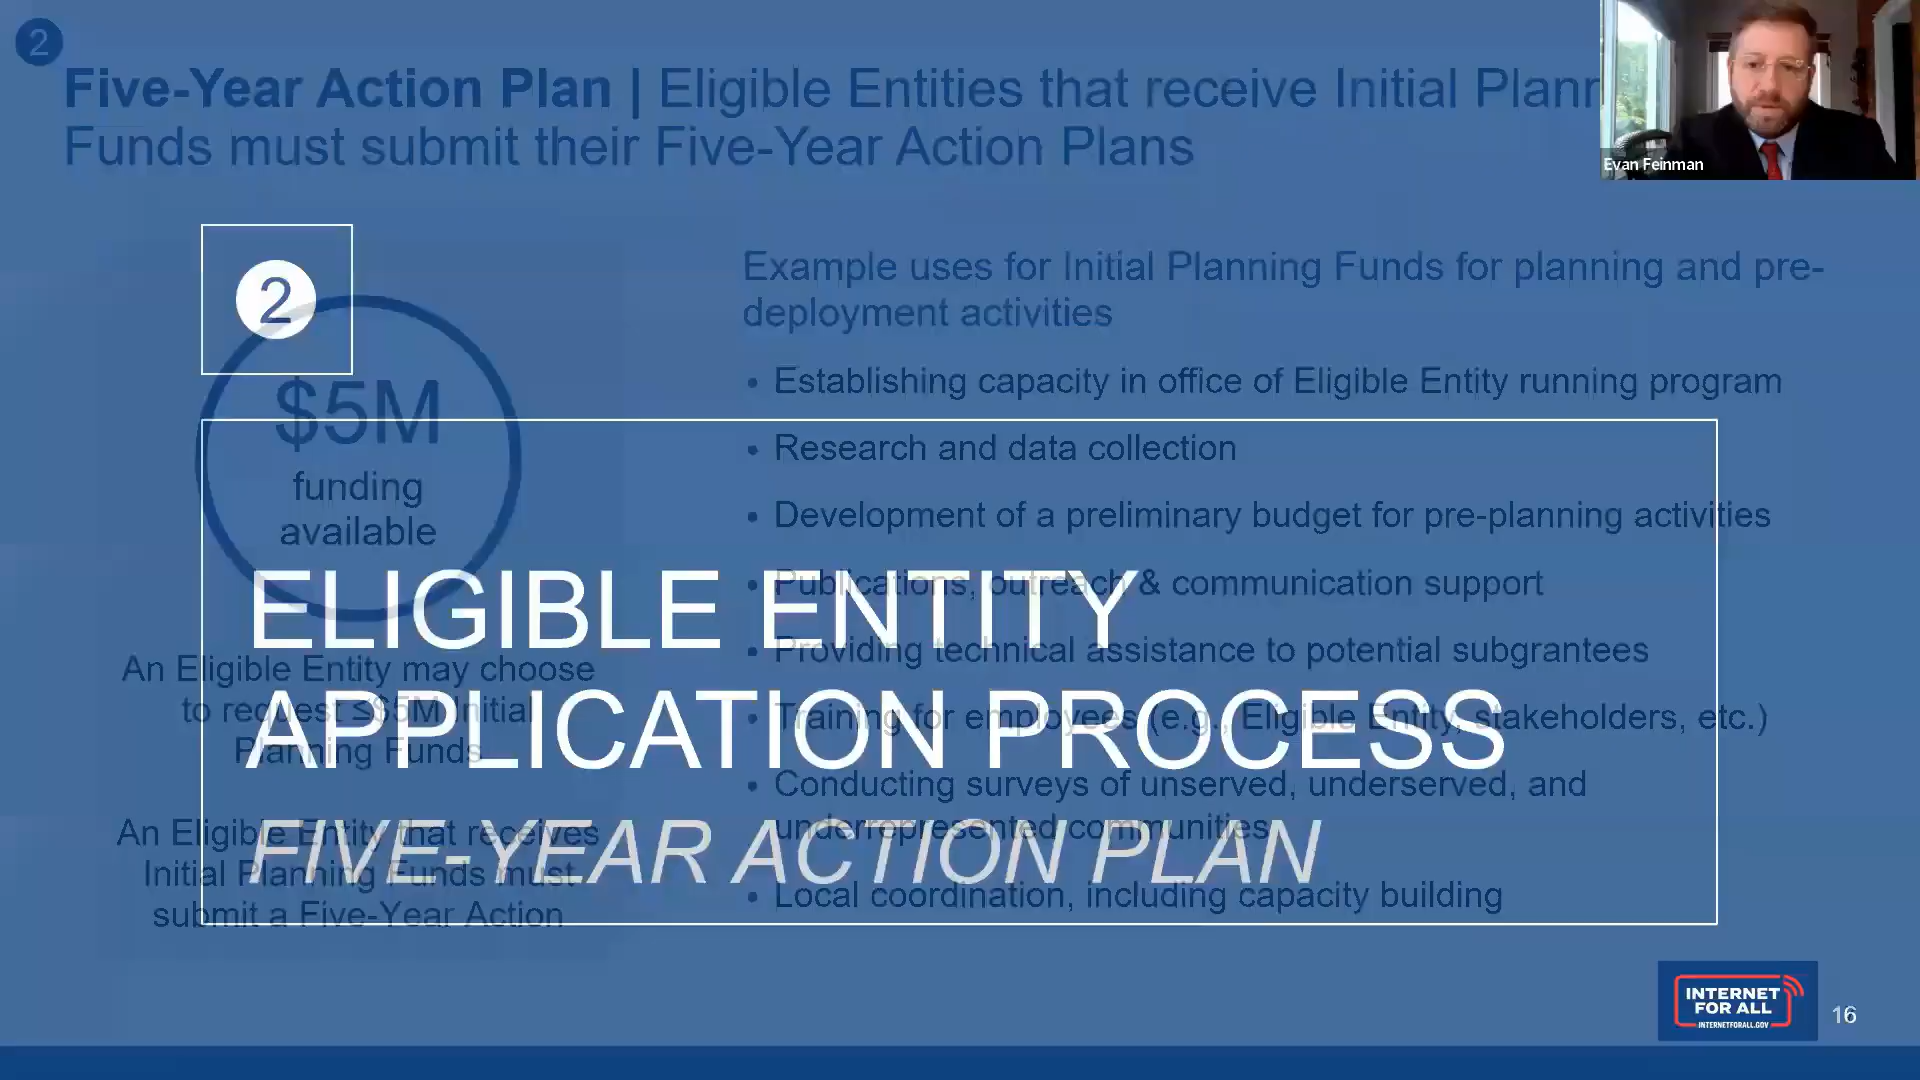 2
Five-Year Action Plan | Eligible Entities that receive Initial Plann
Funds must submit their Five-Year Action Plans
Evan Feinman
2
$5M
funding
available
An Eligible Entity may choose
to request ≤$5M Initial
Planning Funds
An Eligible Entity that receives
Initial Planning Funds must
submit a Five-Year Action
Example uses for Initial Planning Funds for planning and pre-
deployment activities
• Establishing capacity in office of Eligible Entity running program
• Research and data collection
• Development of a preliminary budget for pre-planning activities
• Publications, outreach & communication support
• Providing technical assistance to potential subgrantees
• Training for employees (e.g., Eligible Entity, stakeholders, etc.)
• Conducting surveys of unserved, underserved, and
underrepresented communities
• Local coordination, including capacity building
ELIGIBLE ENTITY
APPLICATION PROCESS
FIVE-YEAR ACTION PLAN
INTERNET
FOR ALL
INTERNETFORALL.GOV
16